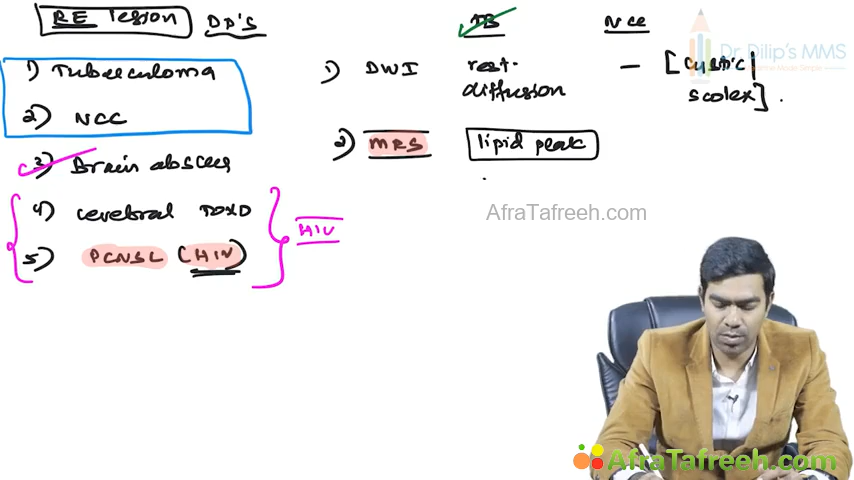 RE lesion DD's
1) Tuberculoma
2) NCC
3) Brain abscess
4) cerebral TOXO
5) PCNSL (HIV)
HIV
TB NCC
1) DWI rest. diffusion — [cystic| scolex].
2) MRS lipid peak
Dr Dilip's MMS
AfraTafreeh.com
AfraTafreeh.com